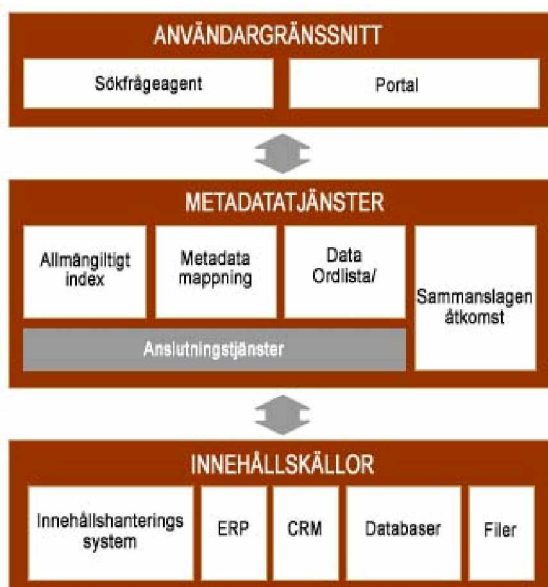 ANVÄNDARGRÄNSSNITT
Sökfrågeagent
Portal
METADATATJÄNSTER
Allmängiltigt
index
Metadata
mappning
Data
Ordlista/
Sammanslagen
åtkomst
Anslutningstjänster
INNEHÅLLSKÄLLOR
Innehållshanterings
system
ERP
CRM
Databaser
Filer